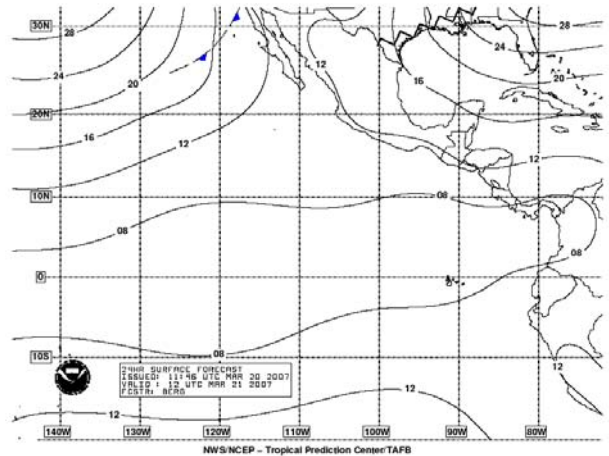 30N
28
28
24
24
20
20
12
16
20N
16
12
12
10N
08
08
0
08
10S
12
24HR SURFACE FORECAST
ISSUED: 11:46 UTC MAR 20 2007
VALID : 12 UTC MAR 21 2007
FCSTR: BERG
12
12
140W
130W
120W
110W
100W
90W
80W
NWS/NCEP – Tropical Prediction Center/TAFB